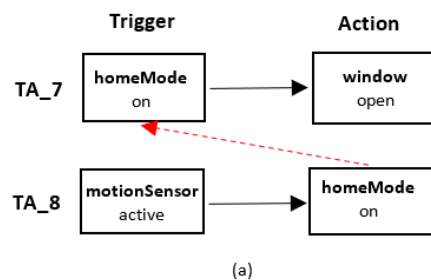 Trigger Action
TA_7
homeMode
on
window
open
TA_8
motionSensor
active
homeMode
on
(a)